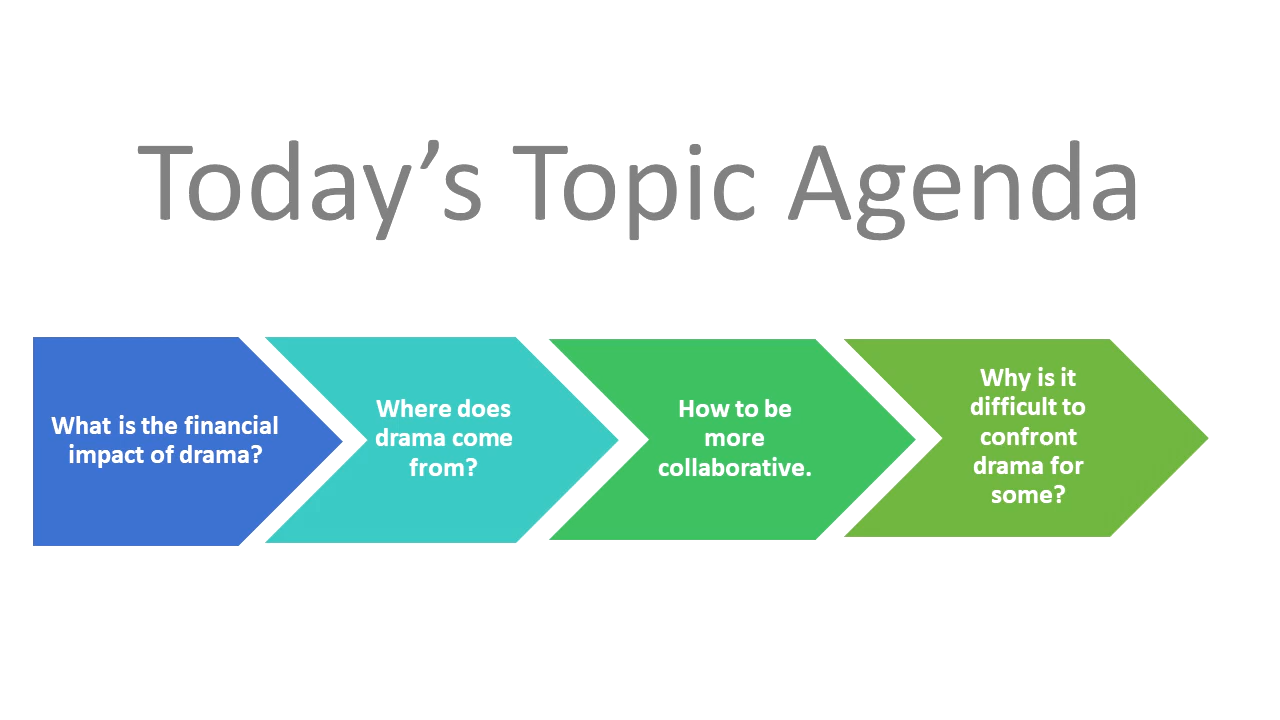 Today’s Topic Agenda
What is the financial
impact of drama?
Where does
drama come
from?
How to be
more
collaborative.
Why is it
difficult to
confront
drama for
some?